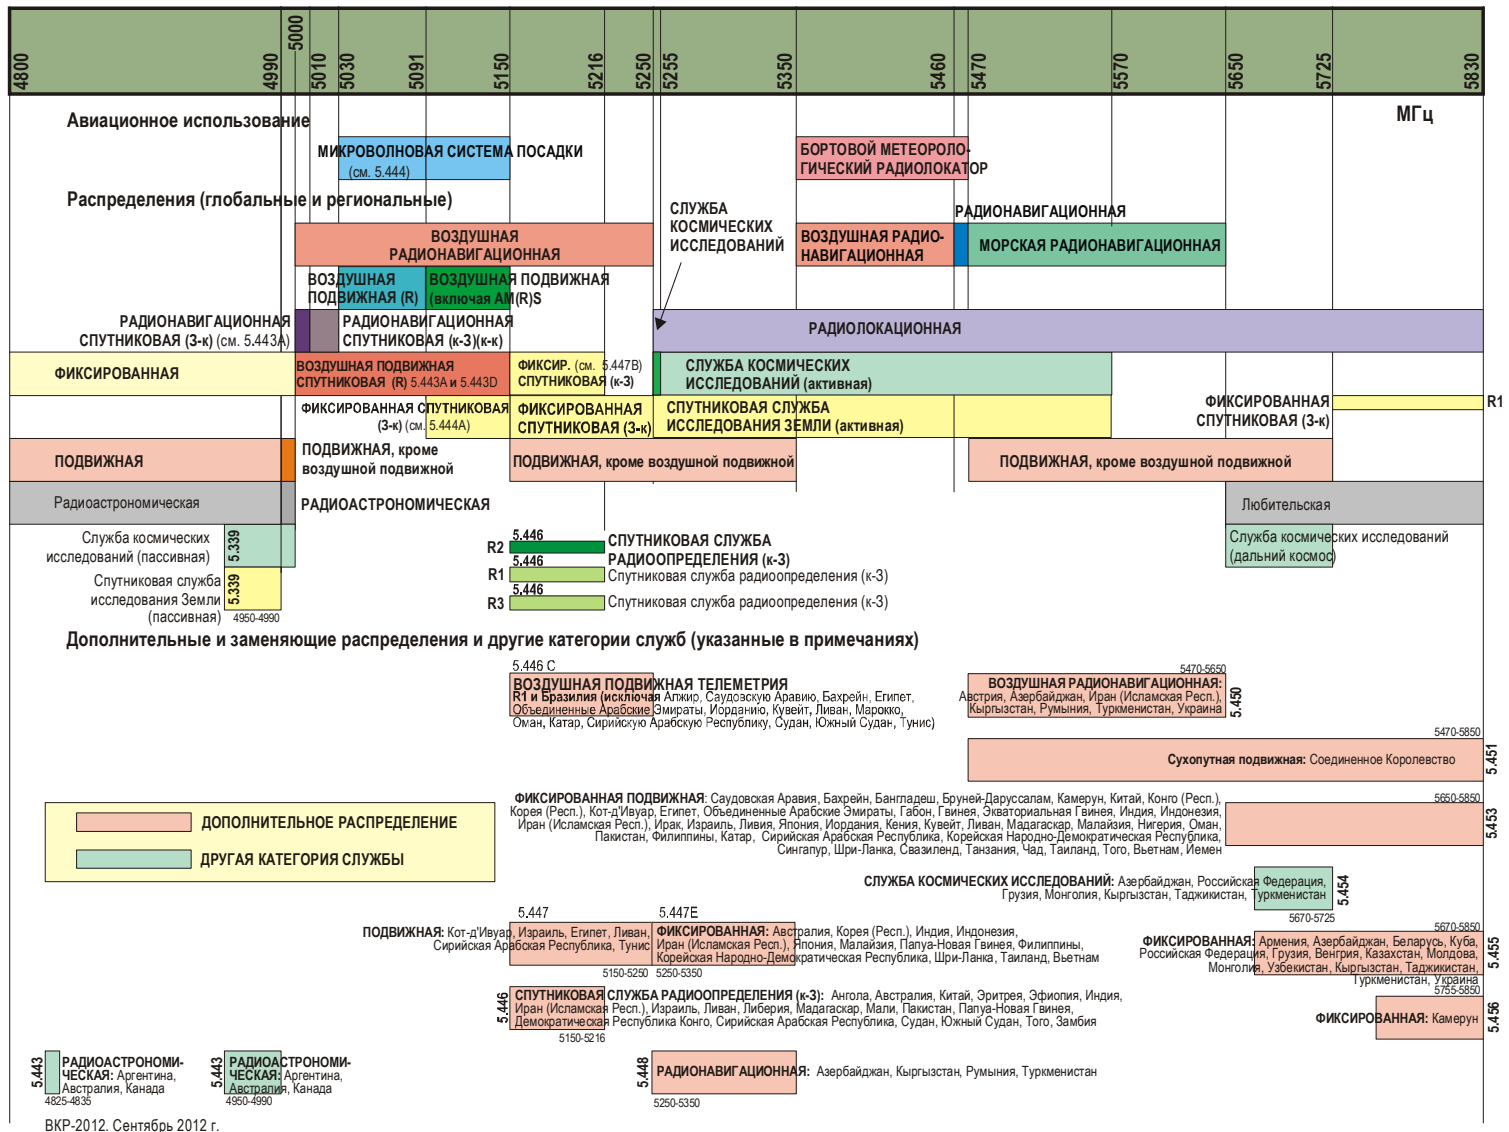 4800
4990
5000
5010
5030
5091
5150
5216
5250
5255
5350
5460
5470
5570
5650
5725
5830
МГц
Авиационное использование
МИКРОВОЛНОВАЯ СИСТЕМА ПОСАДКИ
(см. 5.444)
БОРТОВОЙ МЕТЕОРОЛО-
ГИЧЕСКИЙ РАДИОЛОКАТОР
Распределения (глобальные и региональные)
СЛУЖБА
КОСМИЧЕСКИХ
ИССЛЕДОВАНИЙ
РАДИОНАВИГАЦИОННАЯ
ВОЗДУШНАЯ
РАДИОНАВИГАЦИОННАЯ
ВОЗДУШНАЯ РАДИО-
НАВИГАЦИОННАЯ
МОРСКАЯ РАДИОНАВИГАЦИОННАЯ
ВОЗДУШНАЯ
ПОДВИЖНАЯ (R)
ВОЗДУШНАЯ ПОДВИЖНАЯ
(включая AM(R)S
РАДИОНАВИГАЦИОННАЯ
СПУТНИКОВАЯ (З-к) (см. 5.443A)
РАДИОНАВИГАЦИОННАЯ
СПУТНИКОВАЯ (к-З)(к-к)
РАДИОЛОКАЦИОННАЯ
ФИКСИРОВАННАЯ
ВОЗДУШНАЯ ПОДВИЖНАЯ
СПУТНИКОВАЯ (R) 5.443A и 5.443D
ФИКСИР. (см. 5.447B)
СПУТНИКОВАЯ (к-З)
СЛУЖБА КОСМИЧЕСКИХ
ИССЛЕДОВАНИЙ (активная)
ФИКСИРОВАННАЯ СПУТНИКОВАЯ
(З-к) (см. 5.444A)
ФИКСИРОВАННАЯ
СПУТНИКОВАЯ (З-к)
СПУТНИКОВАЯ СЛУЖБА
ИССЛЕДОВАНИЯ ЗЕМЛИ (активная)
ФИКСИРОВАННАЯ
СПУТНИКОВАЯ (З-к)
R1
ПОДВИЖНАЯ
ПОДВИЖНАЯ, кроме
воздушной подвижной
ПОДВИЖНАЯ, кроме воздушной подвижной
ПОДВИЖНАЯ, кроме воздушной подвижной
Радиоастрономическая
РАДИОАСТРОНОМИЧЕСКАЯ
Любительская
Служба космических
исследований (пассивная)
5.339
Спутниковая служба
исследования Земли
(пассивная)
5.339
4950-4990
5.446
R2
СПУТНИКОВАЯ СЛУЖБА
РАДИООПРЕДЕЛЕНИЯ (к-З)
5.446
R1
Спутниковая служба радиоопределения (к-З)
5.446
R3
Спутниковая служба радиоопределения (к-З)
Служба космических исследований
(дальний космос)
Дополнительные и заменяющие распределения и другие категории служб (указанные в примечаниях)
5.446 C
ВОЗДУШНАЯ ПОДВИЖНАЯ ТЕЛЕМЕТРИЯ
R1 и Бразилия (исключая Алжир, Саудовскую Аравию, Бахрейн, Египет,
Объединенные Арабские Эмираты, Иорданию, Кувейт, Ливан, Марокко,
Оман, Катар, Сирийскую Арабскую Республику, Судан, Южный Судан, Тунис)
5470-5650
ВОЗДУШНАЯ РАДИОНАВИГАЦИОННАЯ:
Австрия, Азербайджан, Иран (Исламская Респ.),
Кыргызстан, Румыния, Туркменистан, Украина
5.450
5470-5850
Сухопутная подвижная: Соединенное Королевство
5.451
ДОПОЛНИТЕЛЬНОЕ РАСПРЕДЕЛЕНИЕ
ДРУГАЯ КАТЕГОРИЯ СЛУЖБЫ
ФИКСИРОВАННАЯ ПОДВИЖНАЯ: Саудовская Аравия, Бахрейн, Бангладеш, Бруней-Даруссалам, Камерун, Китай, Конго (Респ.),
Корея (Респ.), Кот-д'Ивуар, Египет, Объединенные Арабские Эмираты, Габон, Гвинея, Экваториальная Гвинея, Индия, Индонезия,
Иран (Исламская Респ.), Ирак, Израиль, Ливия, Япония, Иордания, Кения, Кувейт, Ливан, Мадагаскар, Малайзия, Нигерия, Оман,
Пакистан, Филиппины, Катар, Сирийская Арабская Республика, Корейская Народно-Демократическая Республика,
Сингапур, Шри-Ланка, Свазиленд, Танзания, Чад, Таиланд, Того, Вьетнам, Йемен
5650-5850
5.453
СЛУЖБА КОСМИЧЕСКИХ ИССЛЕДОВАНИЙ: Азербайджан, Российская Федерация,
Грузия, Монголия, Кыргызстан, Таджикистан, Туркменистан
5.454
5670-5725
5.447
ПОДВИЖНАЯ: Кот-д'Ивуар, Израиль, Египет, Ливан,
Сирийская Арабская Республика, Тунис
5150-5250
5.447E
ФИКСИРОВАННАЯ: Австралия, Корея (Респ.), Индия, Индонезия,
Иран (Исламская Респ.), Япония, Малайзия, Папуа-Новая Гвинея, Филиппины,
Корейская Народно-Демократическая Республика, Шри-Ланка, Таиланд, Вьетнам
5250-5350
5670-5850
ФИКСИРОВАННАЯ: Армения, Азербайджан, Беларусь, Куба,
Российская Федерация, Грузия, Венгрия, Казахстан, Молдова,
Монголия, Узбекистан, Кыргызстан, Таджикистан,
Туркменистан, Украина
5.455
5.446
СПУТНИКОВАЯ СЛУЖБА РАДИООПРЕДЕЛЕНИЯ (к-З): Ангола, Австралия, Китай, Эритрея, Эфиопия, Индия,
Иран (Исламская Респ.), Израиль, Ливан, Либерия, Мадагаскар, Мали, Пакистан, Папуа-Новая Гвинея,
Демократическая Республика Конго, Сирийская Арабская Республика, Судан, Южный Судан, Того, Замбия
5150-5216
5755-5850
ФИКСИРОВАННАЯ: Камерун
5.456
5.443
РАДИОАСТРОНОМИ-
ЧЕСКАЯ: Аргентина,
Австралия, Канада
4825-4835
5.443
РАДИОАСТРОНОМИ-
ЧЕСКАЯ: Аргентина,
Австралия, Канада
4950-4990
5.448
РАДИОНАВИГАЦИОННАЯ: Азербайджан, Кыргызстан, Румыния, Туркменистан
5250-5350
ВКР-2012. Сентябрь 2012 г.